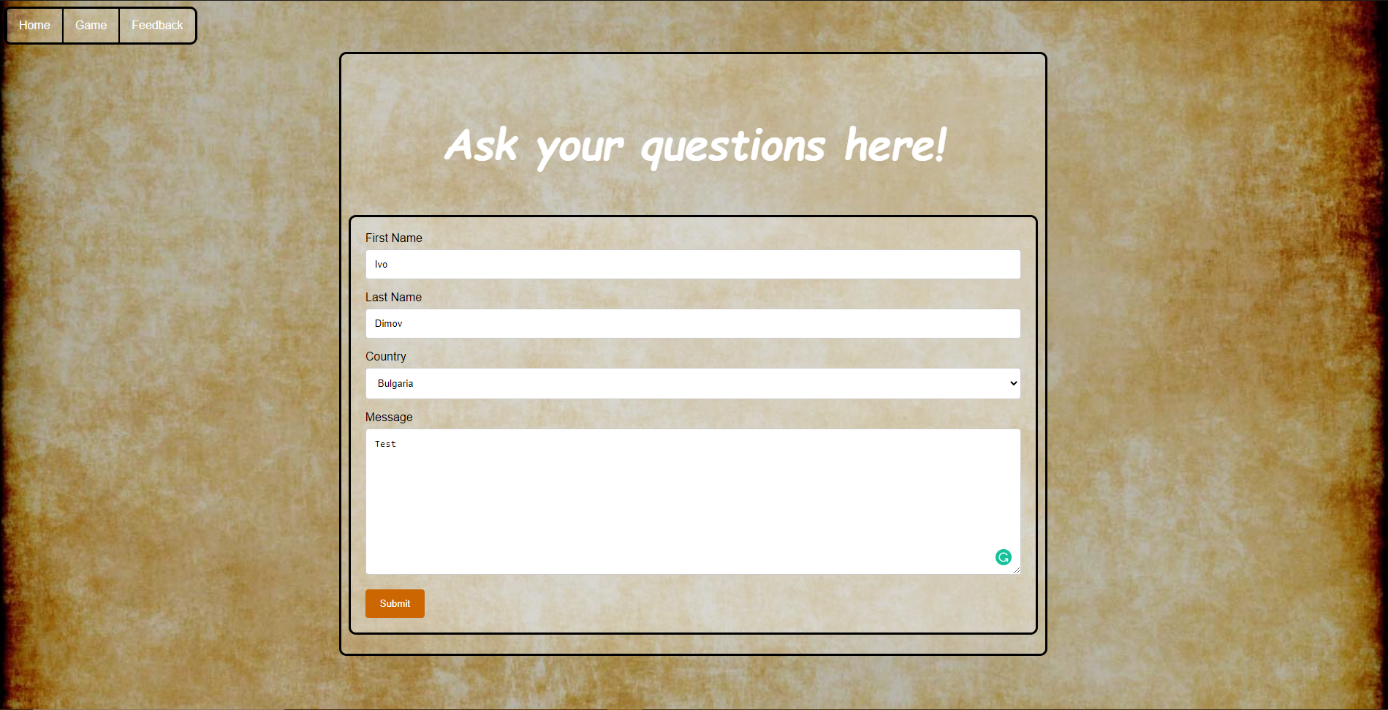 Home Game Feedback
Ask your questions here!
First Name
Ivo
Last Name
Dimov
Country
Bulgaria
Message
Test
Submit